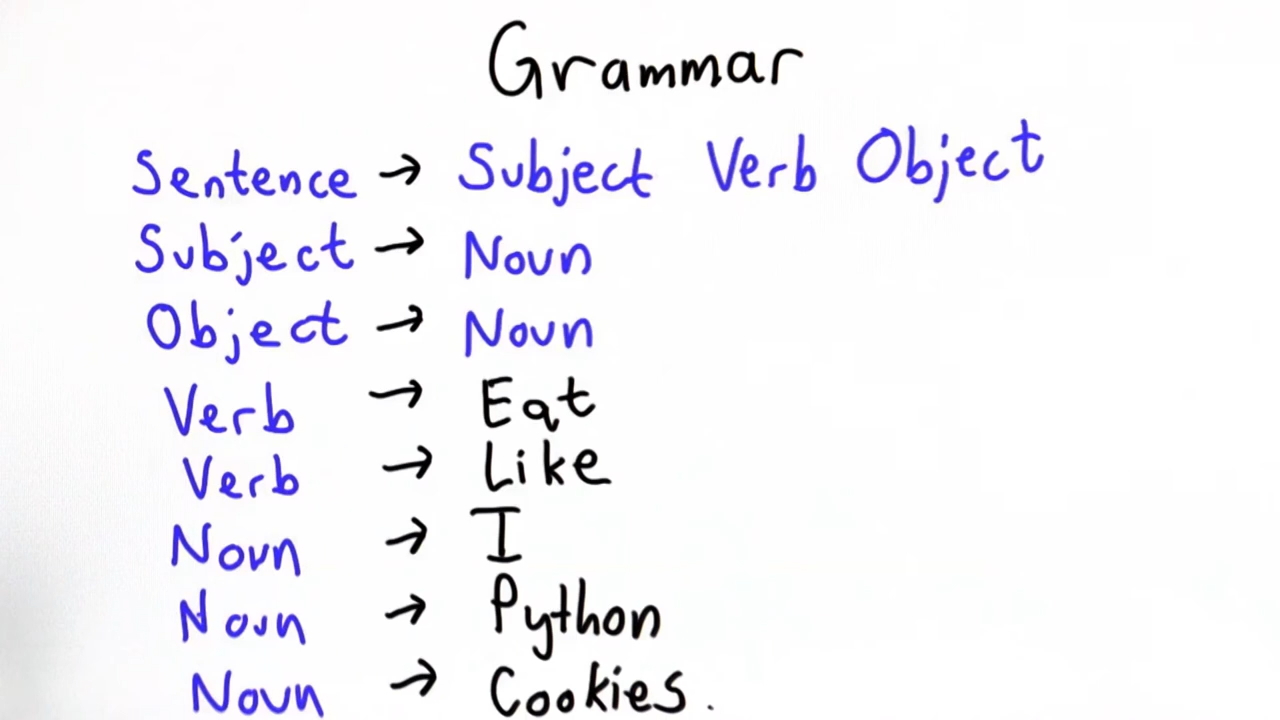 Grammar
Sentence → Subject Verb Object
Subject → Noun
Object → Noun
Verb → Eat
Verb → Like
Noun → I
Noun → Python
Noun → Cookies.